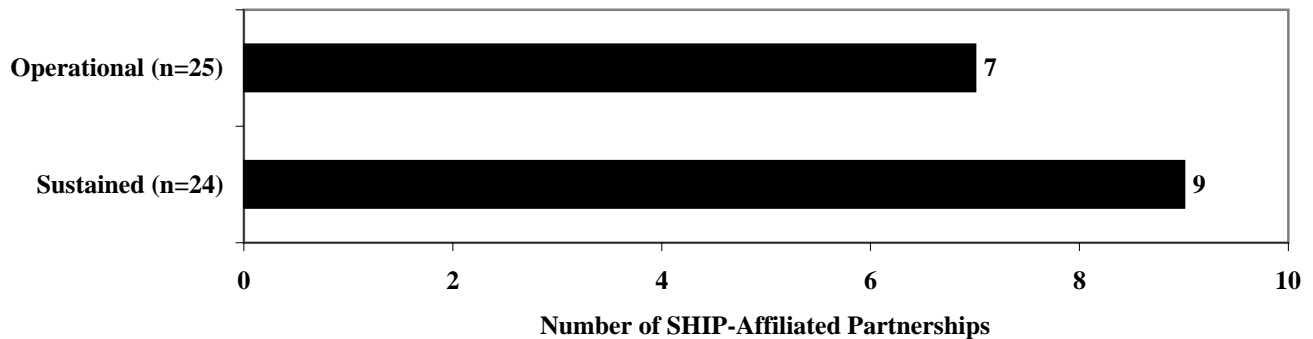 Operational (n=25)
7
Sustained (n=24)
9
0 2 4 6 8 10
Number of SHIP-Affiliated Partnerships